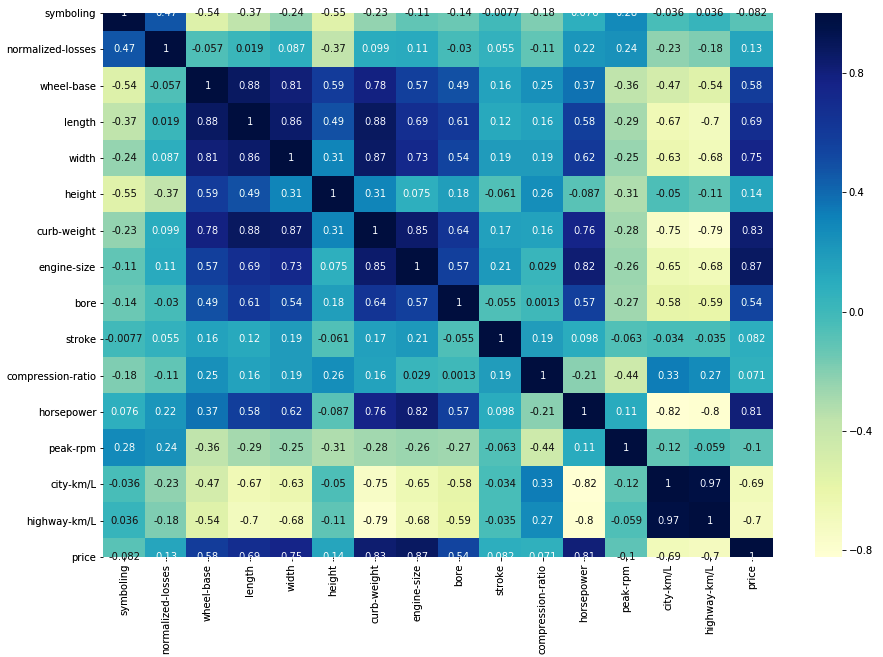 symboling 1 0.47 -0.54 -0.37 -0.24 -0.55 -0.23 -0.11 -0.14 -0.0077 -0.18 0.076 0.28 -0.036 0.036 -0.082
normalized-losses 0.47 1 -0.057 0.019 0.087 -0.37 0.099 0.11 -0.03 0.055 -0.11 0.22 0.24 -0.23 -0.18 0.13
wheel-base -0.54 -0.057 1 0.88 0.81 0.59 0.78 0.57 0.49 0.16 0.25 0.37 -0.36 -0.47 -0.54 0.58
length -0.37 0.019 0.88 1 0.86 0.49 0.88 0.69 0.61 0.12 0.16 0.58 -0.29 -0.67 -0.7 0.69
width -0.24 0.087 0.81 0.86 1 0.31 0.87 0.73 0.54 0.19 0.19 0.62 -0.25 -0.63 -0.68 0.75
height -0.55 -0.37 0.59 0.49 0.31 1 0.31 0.075 0.18 -0.061 0.26 -0.087 -0.31 -0.05 -0.11 0.14
curb-weight -0.23 0.099 0.78 0.88 0.87 0.31 1 0.85 0.64 0.17 0.16 0.76 -0.28 -0.75 -0.79 0.83
engine-size -0.11 0.11 0.57 0.69 0.73 0.075 0.85 1 0.57 0.21 0.029 0.82 -0.26 -0.65 -0.68 0.87
bore -0.14 -0.03 0.49 0.61 0.54 0.18 0.64 0.57 1 -0.055 0.0013 0.57 -0.27 -0.58 -0.59 0.54
stroke -0.0077 0.055 0.16 0.12 0.19 -0.061 0.17 0.21 -0.055 1 0.19 0.098 -0.063 -0.034 -0.035 0.082
compression-ratio -0.18 -0.11 0.25 0.16 0.19 0.26 0.16 0.029 0.0013 0.19 1 -0.21 -0.44 0.33 0.27 0.071
horsepower 0.076 0.22 0.37 0.58 0.62 -0.087 0.76 0.82 0.57 0.098 -0.21 1 0.11 -0.82 -0.8 0.81
peak-rpm 0.28 0.24 -0.36 -0.29 -0.25 -0.31 -0.28 -0.26 -0.27 -0.063 -0.44 0.11 1 -0.12 -0.059 -0.1
city-km/L -0.036 -0.23 -0.47 -0.67 -0.63 -0.05 -0.75 -0.65 -0.58 -0.034 0.33 -0.82 -0.12 1 0.97 -0.69
highway-km/L 0.036 -0.18 -0.54 -0.7 -0.68 -0.11 -0.79 -0.68 -0.59 -0.035 0.27 -0.8 -0.059 0.97 1 -0.7
price -0.082 0.13 0.58 0.69 0.75 0.14 0.83 0.87 0.54 0.082 0.071 0.81 -0.1 -0.69 -0.7 1
symboling
normalized-losses
wheel-base
length
width
height
curb-weight
engine-size
bore
stroke
compression-ratio
horsepower
peak-rpm
city-km/L
highway-km/L
price
0.8
0.4
0.0
-0.4
-0.8